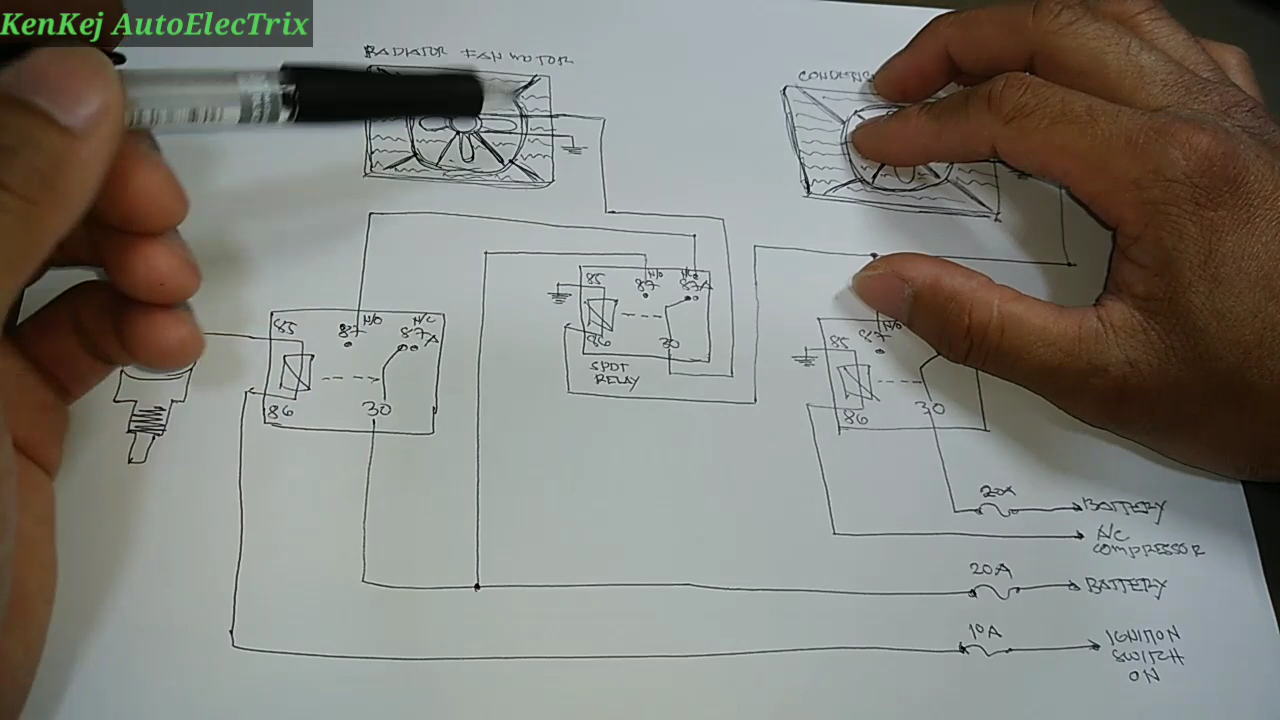 KenKej AutoElecTrix
RADIATOR FAN MOTOR
85
N/O
87
N/C
87A
86
30
85
N/O
87
N/C
87A
86
30
SPDT
RELAY
85
N/O
87
86
30
20A
BATTERY
A/C
COMPRESSOR
20A
BATTERY
10A
IGNITION
SWITCH
ON